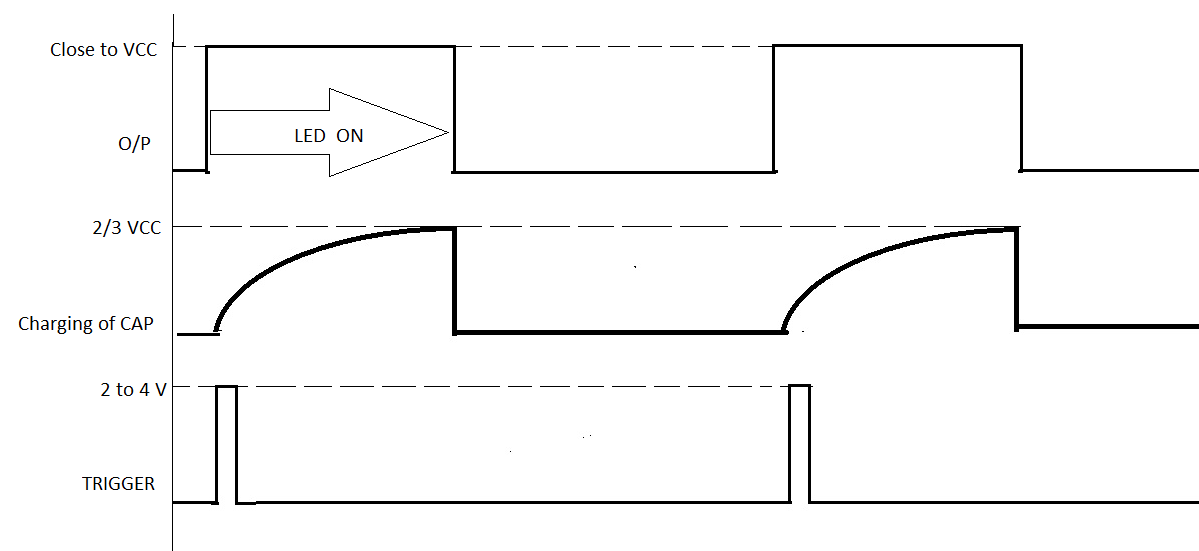 Close to VCC
O/P
LED ON
2/3 VCC
Charging of CAP
2 to 4 V
TRIGGER